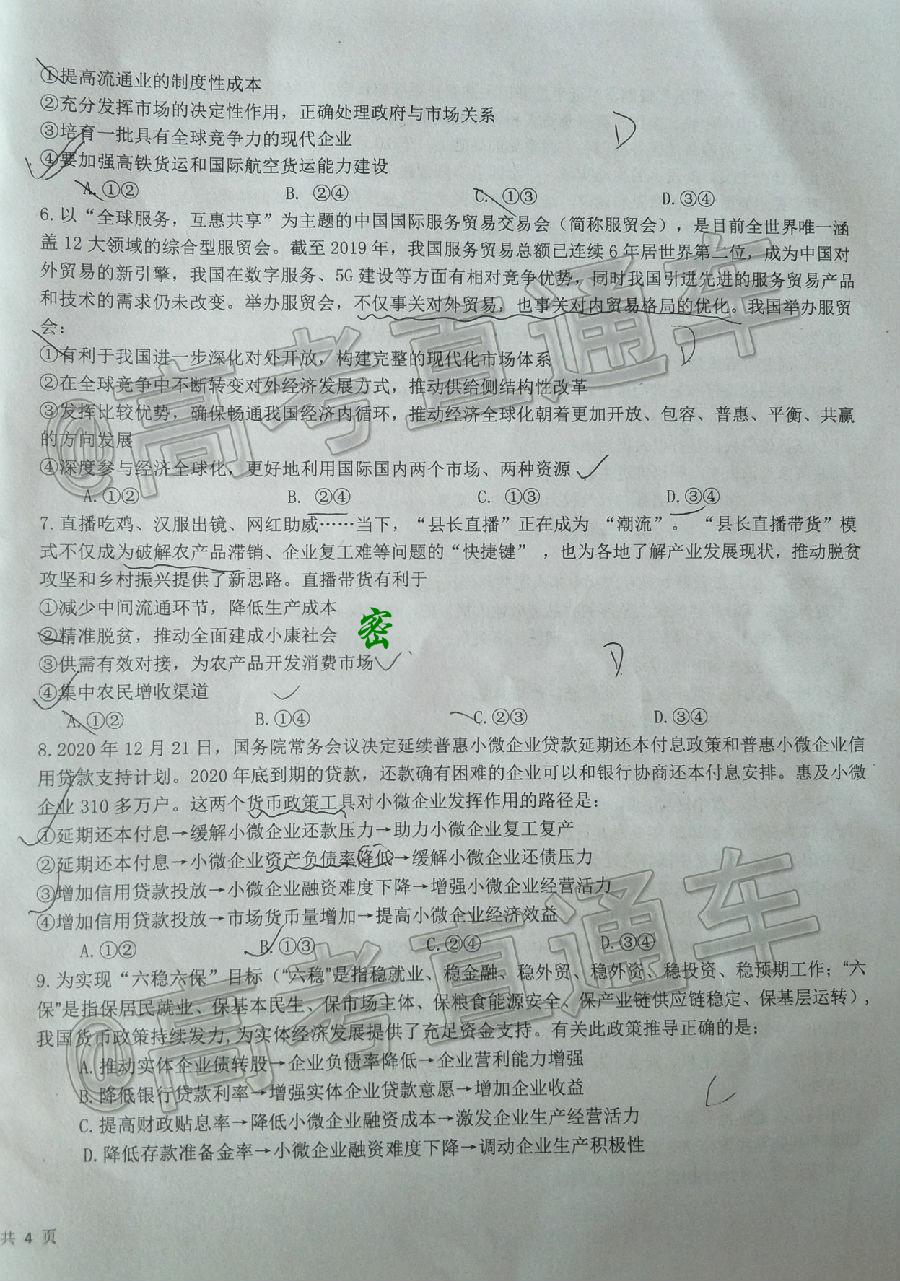 ①提高流通业的制度性成本
②充分发挥市场的决定性作用，正确处理政府与市场关系
③培育一批具有全球竞争力的现代企业
D
④要加强高铁货运和国际航空货运能力建设
A.①② B.②④ C.①③ D.③④
6.以“全球服务，互惠共享”为主题的中国国际服务贸易交易会（简称服贸会），是目前全世界唯一涵
盖12大领域的综合型服贸会。截至2019年，我国服务贸易总额已连续6年居世界第二位，成为中国对
外贸易的新引擎，我国在数字服务、5G建设等方面有相对竞争优势，同时我国引进先进的服务贸易产品
和技术的需求仍未改变。举办服贸会，不仅事关对外贸易，也事关对内贸易格局的优化。我国举办服贸
会：
①有利于我国进一步深化对外开放，构建完整的现代化市场体系
D
②在全球竞争中不断转变对外经济发展方式，推动供给侧结构性改革
③发挥比较优势，确保畅通我国经济内循环，推动经济全球化朝着更加开放、包容、普惠、平衡、共赢
的方向发展
④深度参与经济全球化，更好地利用国际国内两个市场、两种资源
A.①② B.②④ C.①③ D.③④
7.直播吃鸡、汉服出镜、网红助威……当下，“县长直播”正在成为 “潮流”。“县长直播带货”模
式不仅成为破解农产品滞销、企业复工难等问题的“快捷键” ，也为各地了解产业发展现状，推动脱贫
攻坚和乡村振兴提供了新思路。直播带货有利于
①减少中间流通环节，降低生产成本
②精准脱贫，推动全面建成小康社会
密
③供需有效对接，为农产品开发消费市场
D
④集中农民增收渠道
A.①② B.①④ C.②③ D.③④
8.2020年12月21日，国务院常务会议决定延续普惠小微企业贷款延期还本付息政策和普惠小微企业信
用贷款支持计划。2020年底到期的贷款，还款确有困难的企业可以和银行协商还本付息安排。惠及小微
企业310多万户。这两个货币政策工具对小微企业发挥作用的路径是：
①延期还本付息→缓解小微企业还款压力→助力小微企业复工复产
②延期还本付息→小微企业资产负债率降低→缓解小微企业还债压力
③增加信用贷款投放→小微企业融资难度下降→增强小微企业经营活力
④增加信用贷款投放→市场货币量增加→提高小微企业经济效益
A.①② B.①③ C.②④ D.③④
9.为实现“六稳六保”目标（“六稳”是指稳就业、稳金融、稳外贸、稳外资、稳投资、稳预期工作；“六
保”是指保居民就业、保基本民生、保市场主体、保粮食能源安全、保产业链供应链稳定、保基层运转），
我国货币政策持续发力，为实体经济发展提供了充足资金支持。有关此政策推导正确的是：
A.推动实体企业债转股→企业负债率降低→企业营利能力增强
B.降低银行贷款利率→增强实体企业贷款意愿→增加企业收益
C
C.提高财政贴息率→降低小微企业融资成本→激发企业生产经营活力
D.降低存款准备金率→小微企业融资难度下降→调动企业生产积极性
共 4 页
@高考直通车
@高考直通车